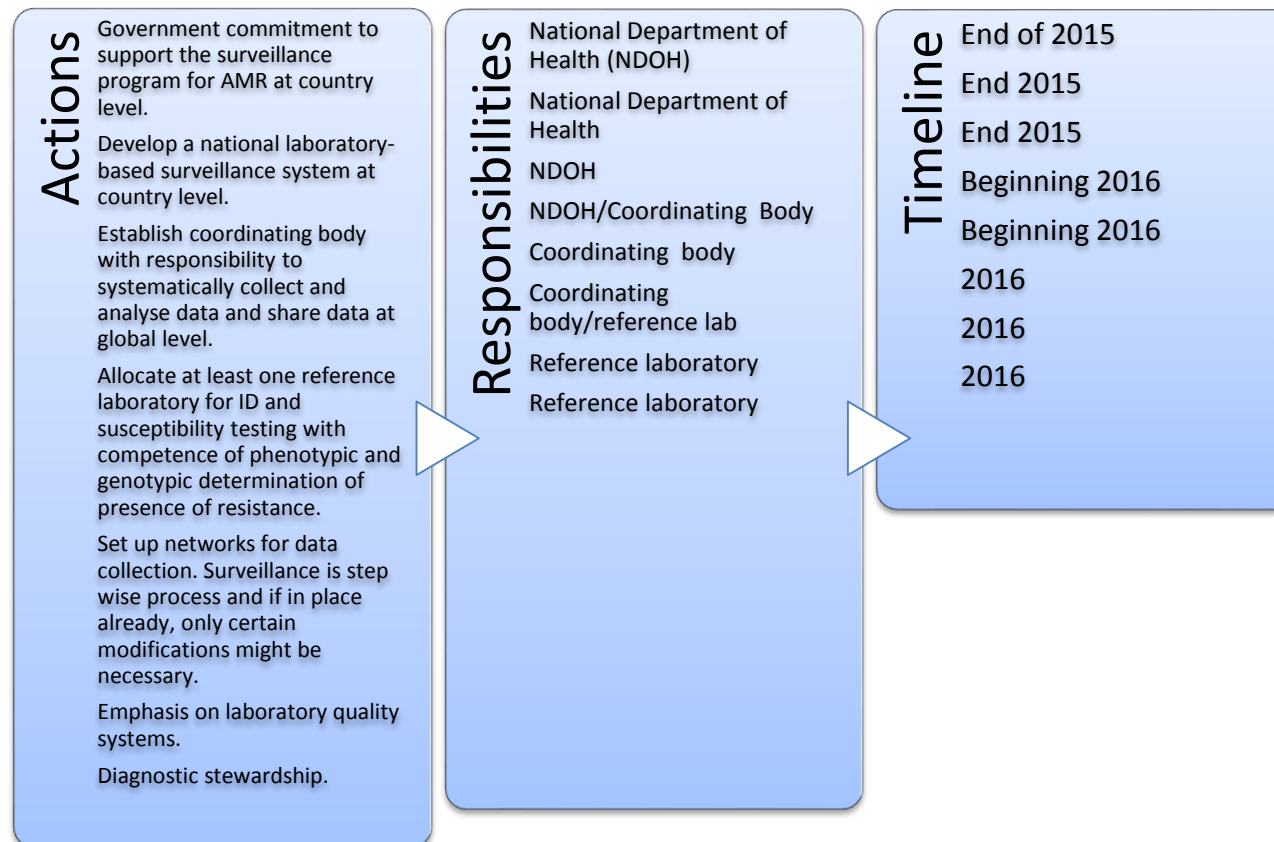 Actions
Government commitment to
support the surveillance
program for AMR at country
level.
Develop a national laboratory-
based surveillance system at
country level.
Establish coordinating body
with responsibility to
systematically collect and
analyse data and share data at
global level.
Allocate at least one reference
laboratory for ID and
susceptibility testing with
competence of phenotypic and
genotypic determination of
presence of resistance.
Set up networks for data
collection. Surveillance is step
wise process and if in place
already, only certain
modifications might be
necessary.
Emphasis on laboratory quality
systems.
Diagnostic stewardship.
Responsibilities
National Department of
Health (NDOH)
National Department of
Health
NDOH
NDOH/Coordinating Body
Coordinating body
Coordinating
body/reference lab
Reference laboratory
Reference laboratory
Timeline
End of 2015
End 2015
End 2015
Beginning 2016
Beginning 2016
2016
2016
2016